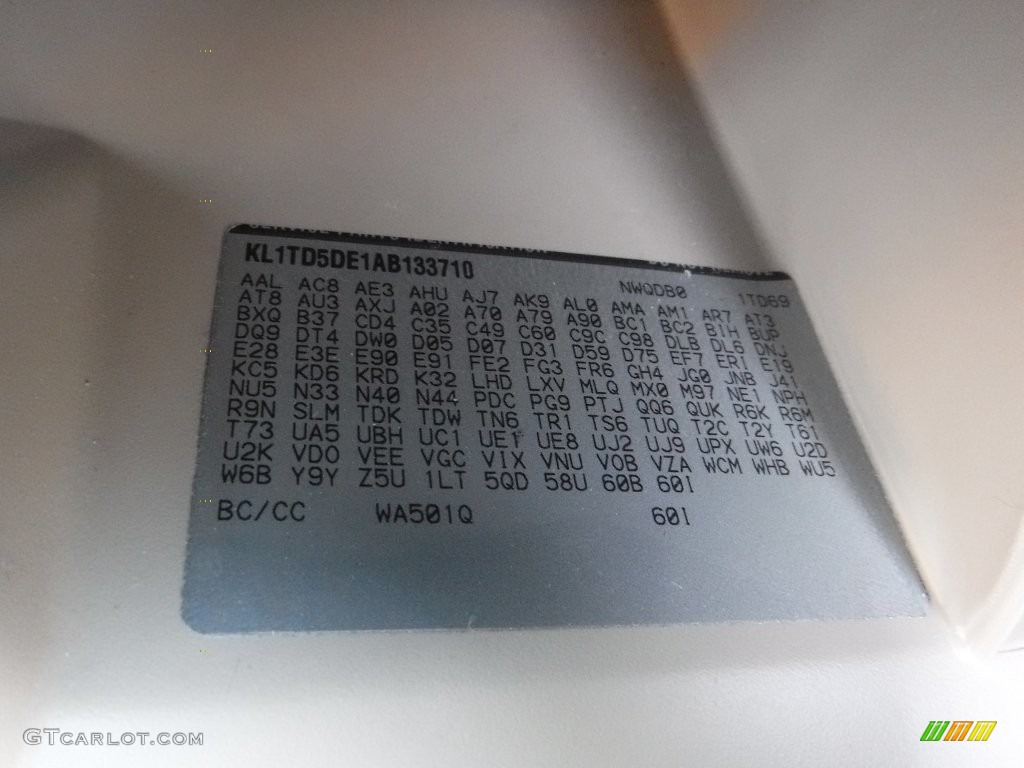 KL1TD5DE1AB133710
NWQDB0 1TD69
AAL AC8 AE3 AHU AJ7 AK9 AL0 AMA AM1 AR7 AT3
AT8 AU3 AXJ A02 A70 A79 A90 BC1 BC2 B1H BUP
BXQ B37 CD4 C35 C49 C60 C9C C98 DLB DL6 DNJ
DQ9 DT4 DW0 D05 D07 D31 D59 D75 EF7 ER1 E19
E28 E3E E90 E91 FE2 FG3 FR6 GH4 JG0 JNB J41
KC5 KD6 KRD K32 LHD LXV MLQ MX0 M97 NE1 NPH
NU5 N33 N40 N44 PDC PG9 PTJ QQ6 QUK R6K R6M
R9N SLM TDK TDW TN6 TR1 TS6 TUQ T2C T2Y T61
T73 UA5 UBH UC1 UE1 UE8 UJ2 UJ9 UPX UW6 U2D
U2K VD0 VEE VGC VIX VNU V0B VZA WCM WHB WU5
W6B Y9Y Z5U 1LT 5QD 58U 60B 60I
BC/CC WA501Q 60I
GTcarlot.com